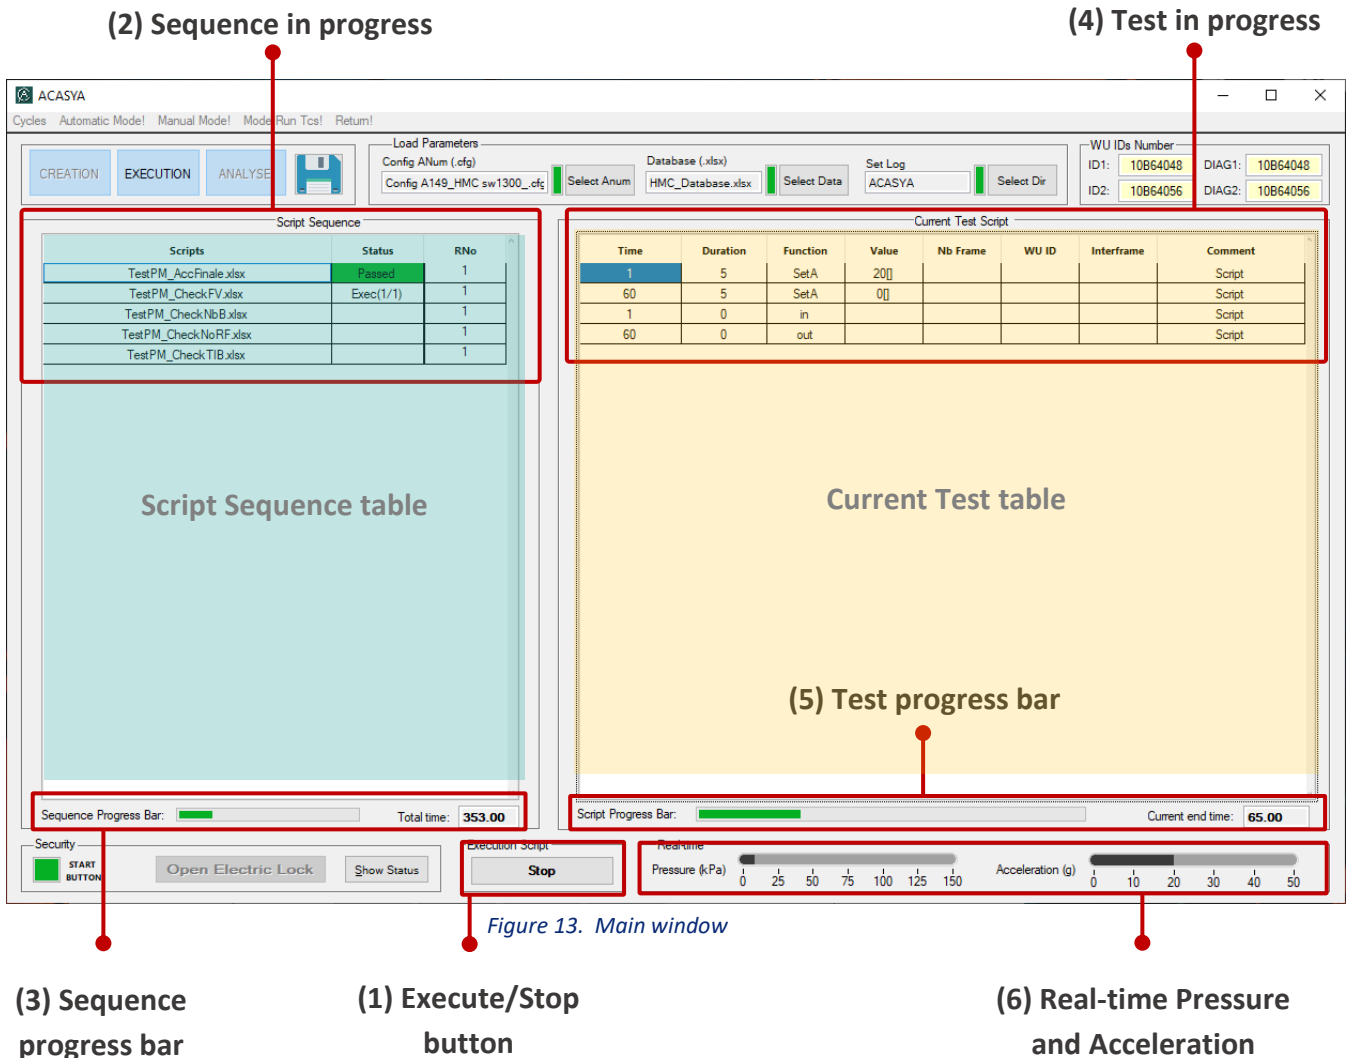 (2) Sequence in progress
(4) Test in progress
ACASYA
Cycles Automatic Mode! Manual Mode! Mode Run Tcs! Return!
CREATION EXECUTION ANALYSE
Load Parameters
Config ANum (.cfg)
Config A149_HMC sw1300_.cfg
Select Anum
Database (.xlsx)
HMC_Database.xlsx
Select Data
Set Log
ACASYA
Select Dir
WU IDs Number
ID1: 10B64048 DIAG1: 10B64048
ID2: 10B64056 DIAG2: 10B64056
Script Sequence
Scripts Status RNo
TestPM_AccFinale.xlsx Passed 1
TestPM_CheckFV.xlsx Exec(1/1) 1
TestPM_CheckNbB.xlsx 1
TestPM_CheckNoRF.xlsx 1
TestPM_CheckTIB.xlsx 1
Script Sequence table
Current Test Script
Time Duration Function Value Nb Frame WU ID Interframe Comment
1 5 SetA 20[] Script
60 5 SetA 0[] Script
1 0 in Script
60 0 out Script
Current Test table
(5) Test progress bar
Sequence Progress Bar: Total time: 353.00
Script Progress Bar: Current end time: 65.00
Security
START
BUTTON
Open Electric Lock
Show Status
Execution Script
Stop
Real-time
Pressure (kPa) 0 25 50 75 100 125 150
Acceleration (g) 0 10 20 30 40 50
Figure 13. Main window
(3) Sequence
progress bar
(1) Execute/Stop
button
(6) Real-time Pressure
and Acceleration